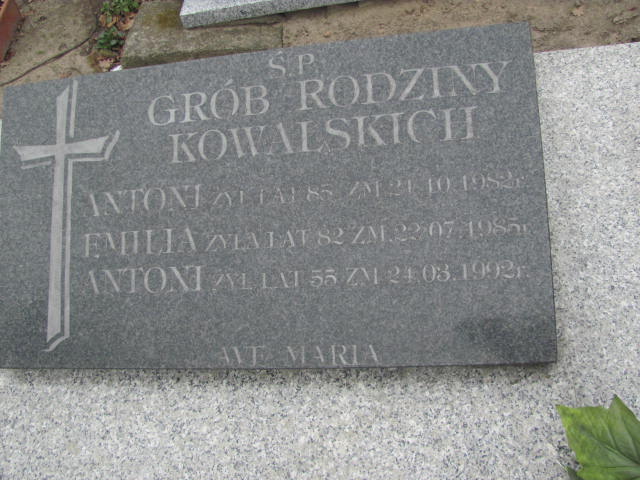 Ś.P.
GRÓB RODZINY
KOWALSKICH
ANTONI ŻYŁ LAT 85 ZM. 21.10.1982r.
EMILIA ŻYŁA LAT 82 ZM. 22.07.1985r.
ANTONI ŻYŁ LAT 55 ZM 24.03.1992r.
AVE MARIA